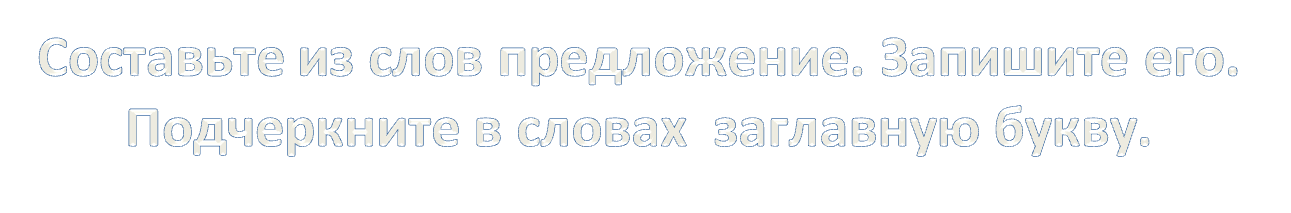 Составьте из слов предложение. Запишите его.
Подчеркните в словах заглавную букву.